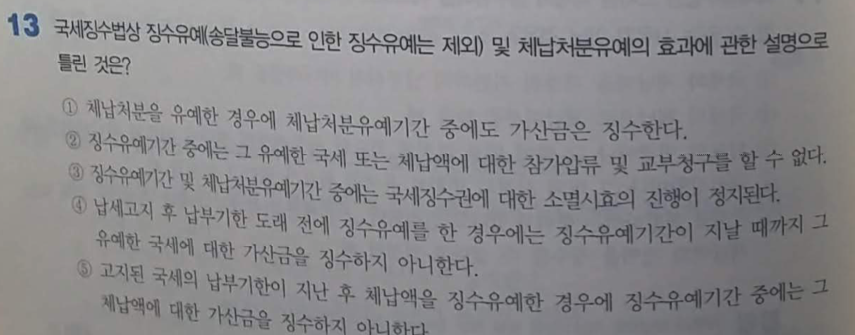 13 국세징수법상 징수유예(송달불능으로 인한 징수유예는 제외) 및 체납처분유예의 효과에 관한 설명으로
틀린 것은?
① 체납처분을 유예한 경우에 체납처분유예기간 중에도 가산금은 징수한다.
② 징수유예기간 중에는 그 유예한 국세 또는 체납액에 대한 참가압류 및 교부청구를 할 수 없다.
③ 징수유예기간 및 체납처분유예기간 중에는 국세징수권에 대한 소멸시효의 진행이 정지된다.
④ 납세고지 후 납부기한 도래 전에 징수유예를 한 경우에는 징수유예기간이 지날 때까지 그
유예한 국세에 대한 가산금을 징수하지 아니한다.
⑤ 고지된 국세의 납부기한이 지난 후 체납액을 징수유예한 경우에 징수유예기간 중에는 그
체납액에 대한 가산금을 징수하지 아니한다